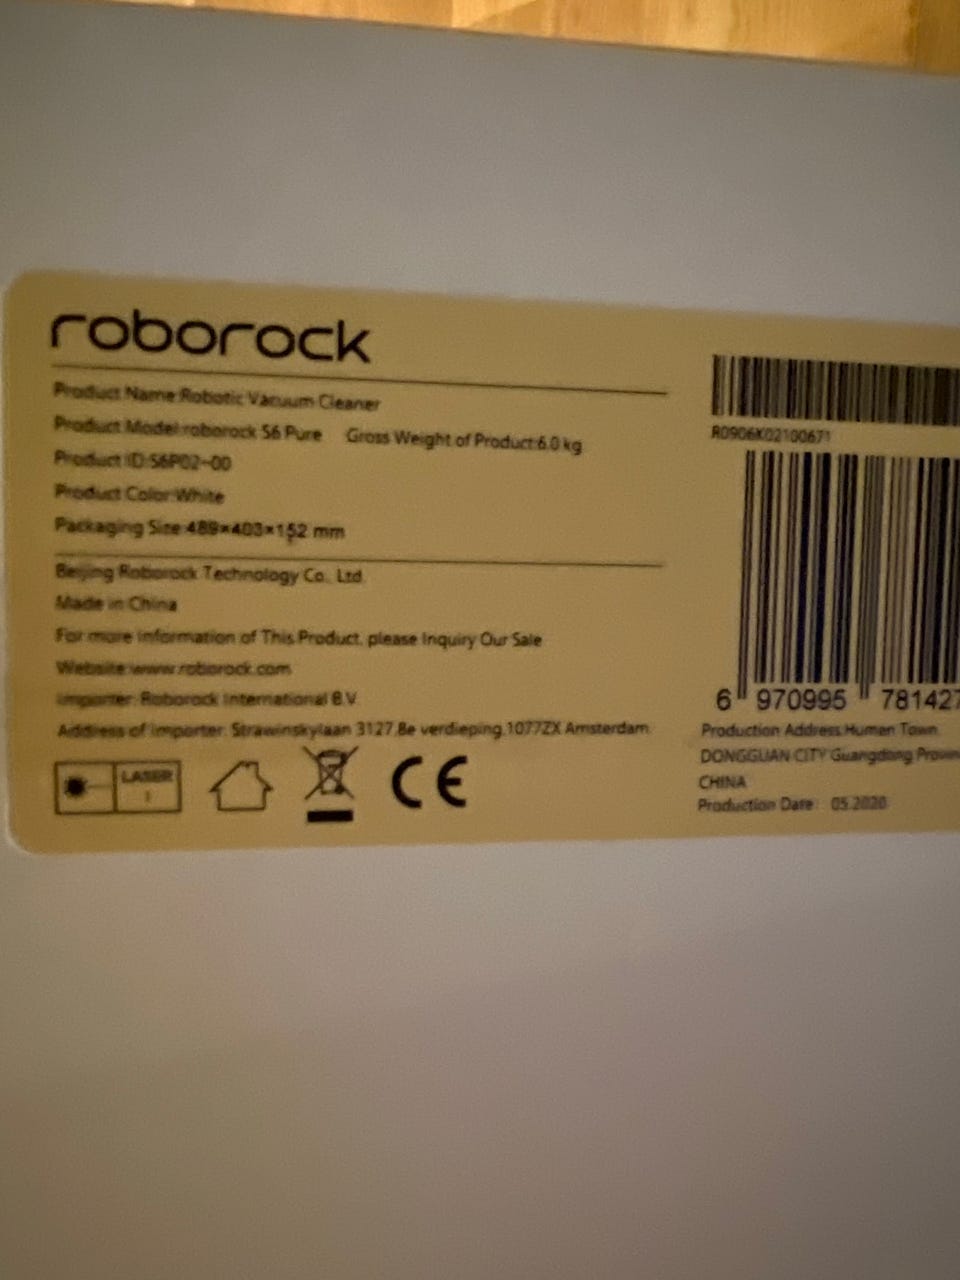 roborock
Product Name:Robotic Vacuum Cleaner
Product Model:roborock S6 Pure Gross Weight of Product:6.0 kg
Product ID:S6P02-00
Product Color:White
Packaging Size:489×403×152 mm
Beijing Roborock Technology Co., Ltd.
Made in China
For more information of This Product, please Inquiry Our Sale
Website:www.roborock.com
Importer: Roborock International B.V.
Address of importer: Strawinskylaan 3127,8e verdieping,1077ZX Amsterdam
LASER
1
CE
R0906K02100671
6 970995 781427
Production Address:Humen Town,
DONGGUAN CITY Guangdong
CHINA
Production Date: 05.2020